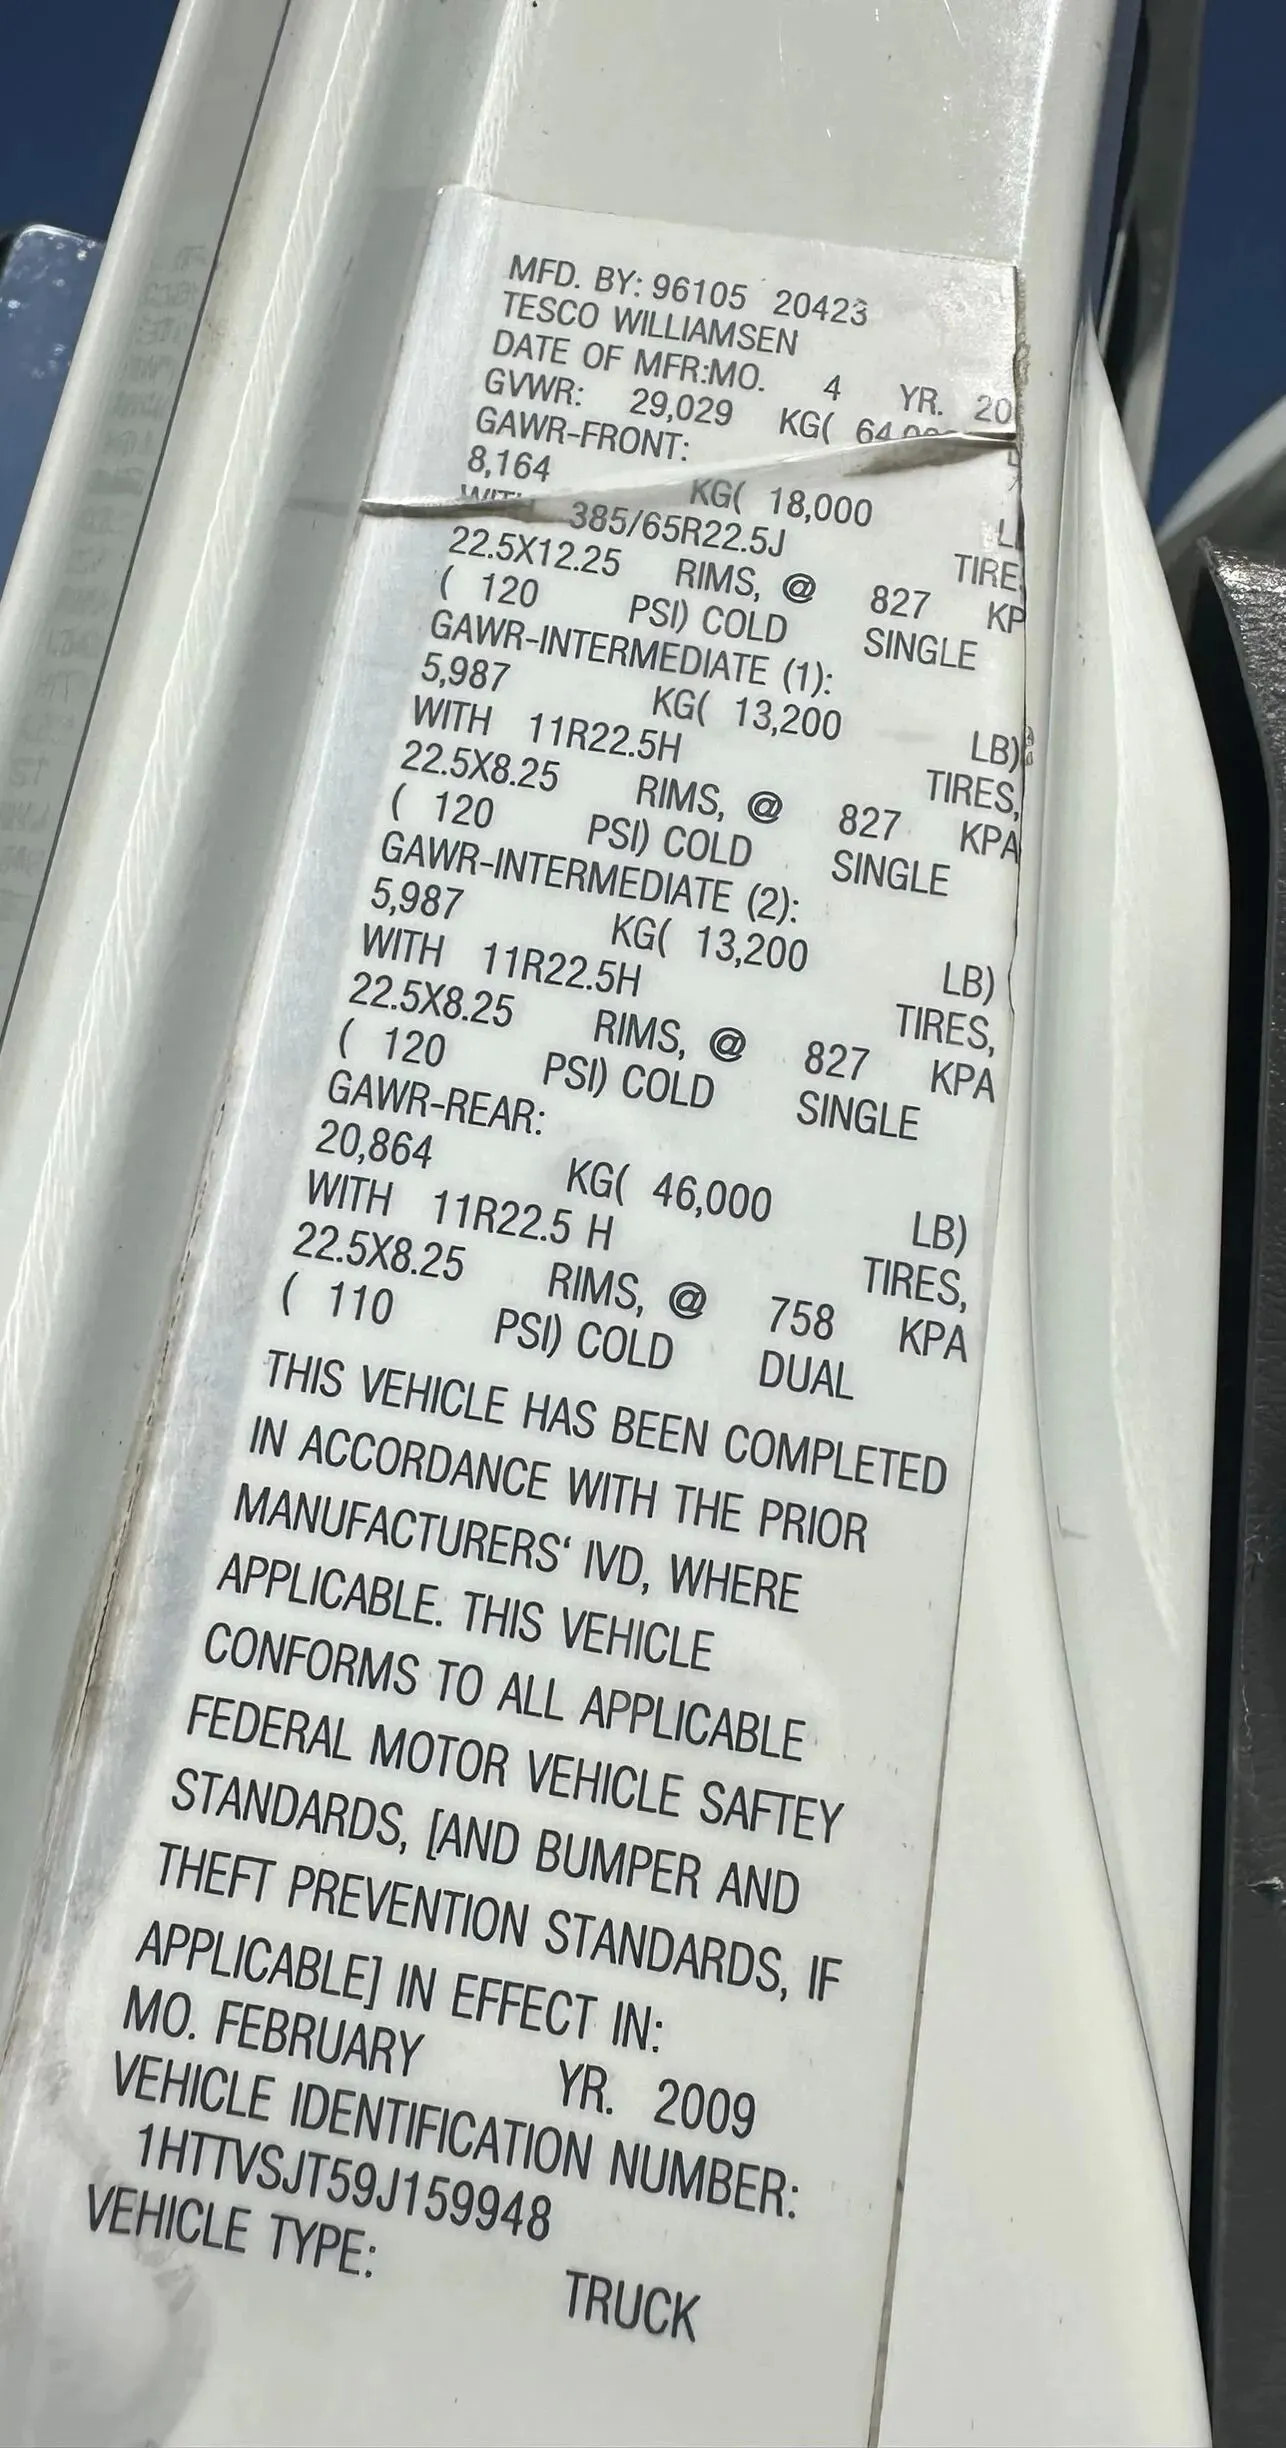 MFD. BY: 96105 20423
TESCO WILLIAMSEN
DATE OF MFR:MO. 4 YR. 20
GVWR: 29,029 KG( 64,00
GAWR-FRONT:
8,164 KG( 18,000 L
WITH 385/65R22.5J TIRE
22.5X12.25 RIMS, @ 827 KP
( 120 PSI) COLD SINGLE
GAWR-INTERMEDIATE (1):
5,987 KG( 13,200 LB)
WITH 11R22.5H TIRES,
22.5X8.25 RIMS, @ 827 KPA
( 120 PSI) COLD SINGLE
GAWR-INTERMEDIATE (2):
5,987 KG( 13,200 LB)
WITH 11R22.5H TIRES,
22.5X8.25 RIMS, @ 827 KPA
( 120 PSI) COLD SINGLE
GAWR-REAR:
20,864 KG( 46,000 LB)
WITH 11R22.5 H TIRES,
22.5X8.25 RIMS, @ 758 KPA
( 110 PSI) COLD DUAL
THIS VEHICLE HAS BEEN COMPLETED
IN ACCORDANCE WITH THE PRIOR
MANUFACTURERS‘ IVD, WHERE
APPLICABLE. THIS VEHICLE
CONFORMS TO ALL APPLICABLE
FEDERAL MOTOR VEHICLE SAFTEY
STANDARDS, [AND BUMPER AND
THEFT PREVENTION STANDARDS, IF
APPLICABLE] IN EFFECT IN:
MO. FEBRUARY YR. 2009
VEHICLE IDENTIFICATION NUMBER:
1HTTVSJT59J159948
VEHICLE TYPE:
TRUCK